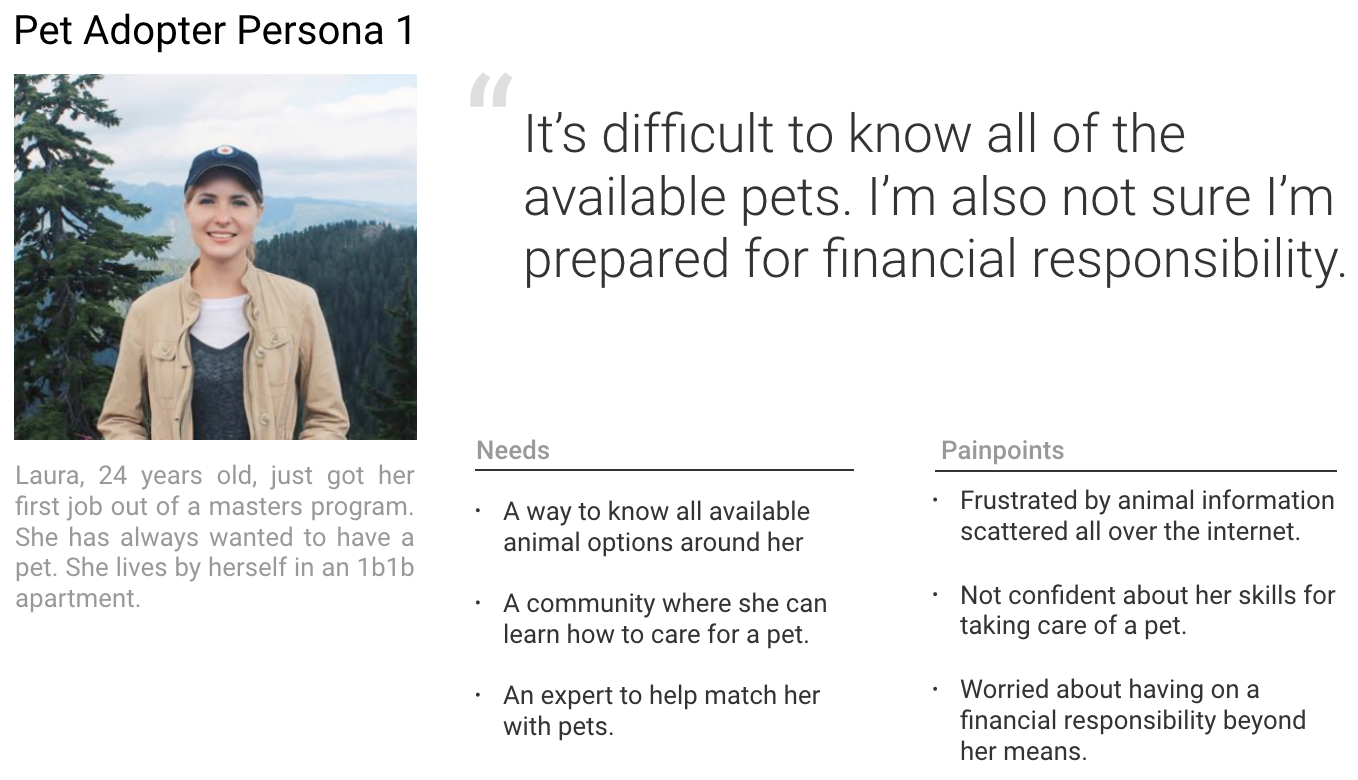 Pet Adopter Persona 1
“
It’s difficult to know all of the
available pets. I’m also not sure I’m
prepared for financial responsibility.
Laura, 24 years old, just got her
first job out of a masters program.
She has always wanted to have a
pet. She lives by herself in an 1b1b
apartment.
Needs
· A way to know all available
animal options around her
· A community where she can
learn how to care for a pet.
· An expert to help match her
with pets.
Painpoints
· Frustrated by animal information
scattered all over the internet.
· Not confident about her skills for
taking care of a pet.
· Worried about having on a
financial responsibility beyond
her means.